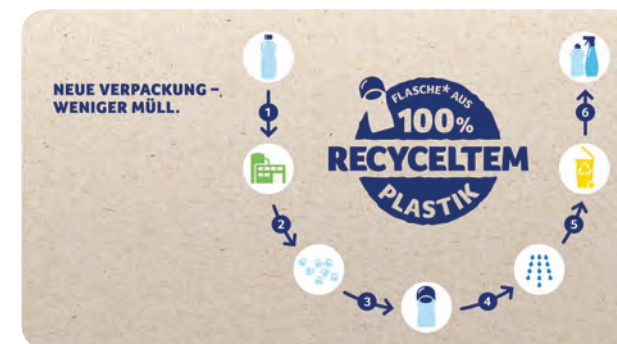 NEUE VERPACKUNG –
WENIGER MÜLL.
FLASCHE* AUS
100%
RECYCELTEM
PLASTIK
1
2
3
4
5
6